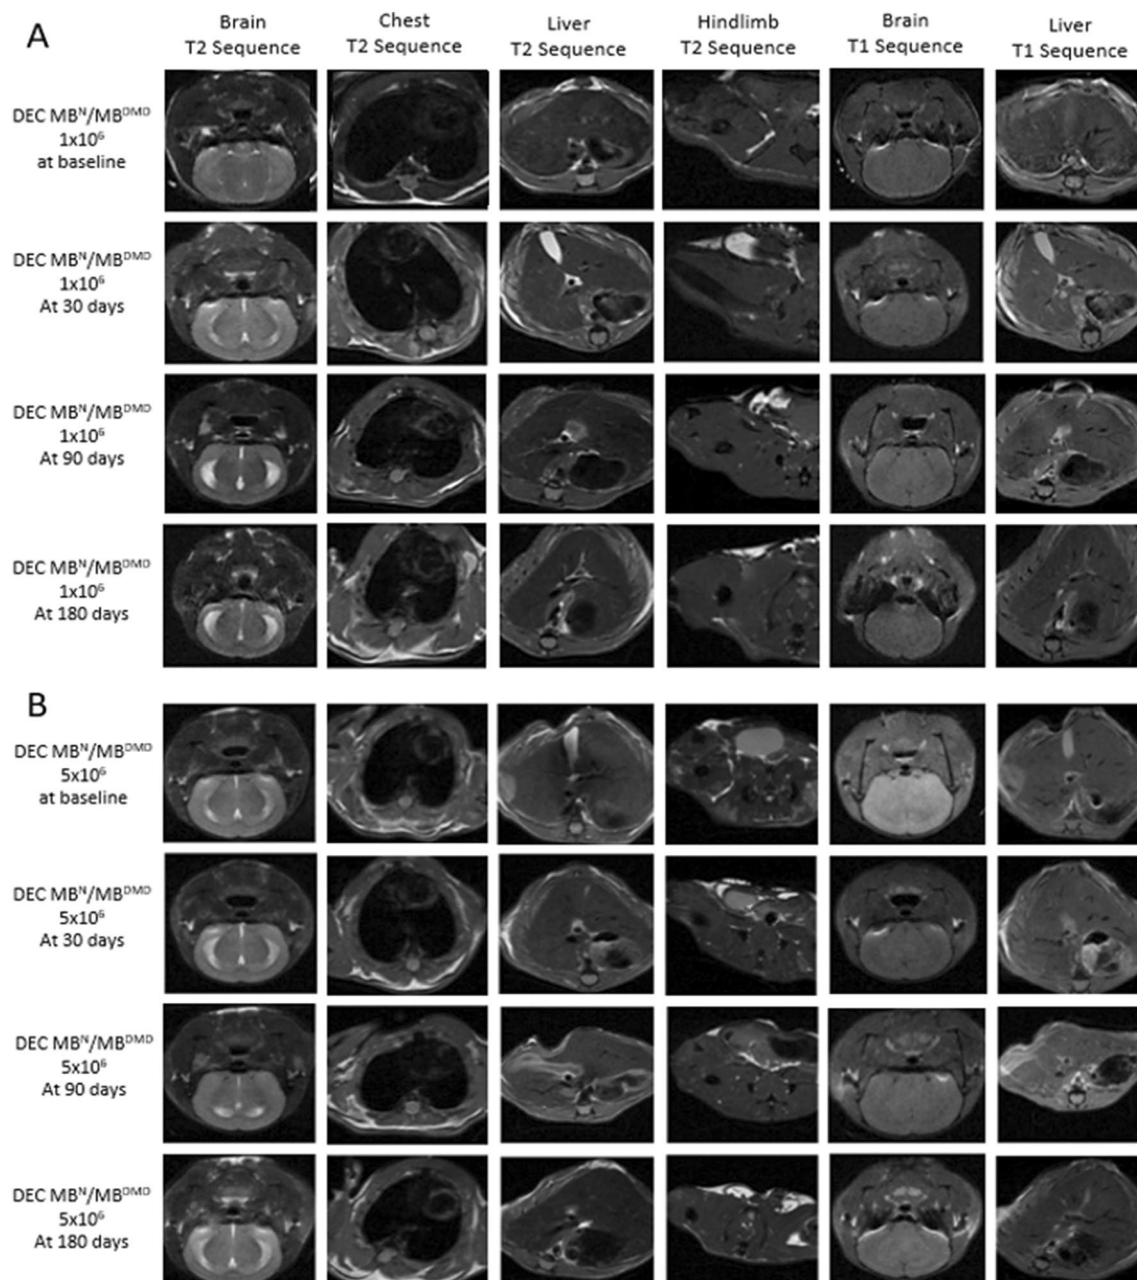 A
Brain
T2 Sequence
Chest
T2 Sequence
Liver
T2 Sequence
Hindlimb
T2 Sequence
Brain
T1 Sequence
Liver
T1 Sequence
DEC MBᴺ/MBᴰᴹᴰ
1x10⁶
at baseline
DEC MBᴺ/MBᴰᴹᴰ
1x10⁶
At 30 days
DEC MBᴺ/MBᴰᴹᴰ
1x10⁶
At 90 days
DEC MBᴺ/MBᴰᴹᴰ
1x10⁶
At 180 days
B
DEC MBᴺ/MBᴰᴹᴰ
5x10⁶
at baseline
DEC MBᴺ/MBᴰᴹᴰ
5x10⁶
At 30 days
DEC MBᴺ/MBᴰᴹᴰ
5x10⁶
At 90 days
DEC MBᴺ/MBᴰᴹᴰ
5x10⁶
At 180 days